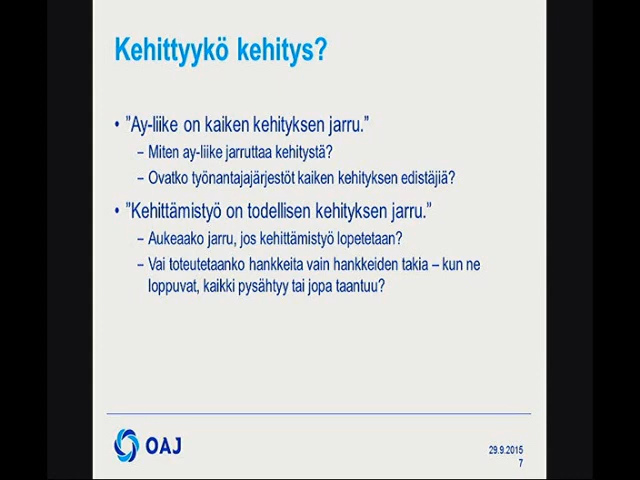 Kehittyykö kehitys?
• "Ay-liike on kaiken kehityksen jarru."
– Miten ay-liike jarruttaa kehitystä?
– Ovatko työnantajajärjestöt kaiken kehityksen edistäjiä?
• "Kehittämistyö on todellisen kehityksen jarru."
– Aukeaako jarru, jos kehittämistyö lopetetaan?
– Vai toteutetaanko hankkeita vain hankkeiden takia – kun ne
loppuvat, kaikki pysähtyy tai jopa taantuu?
OAJ
29.9.2015
7